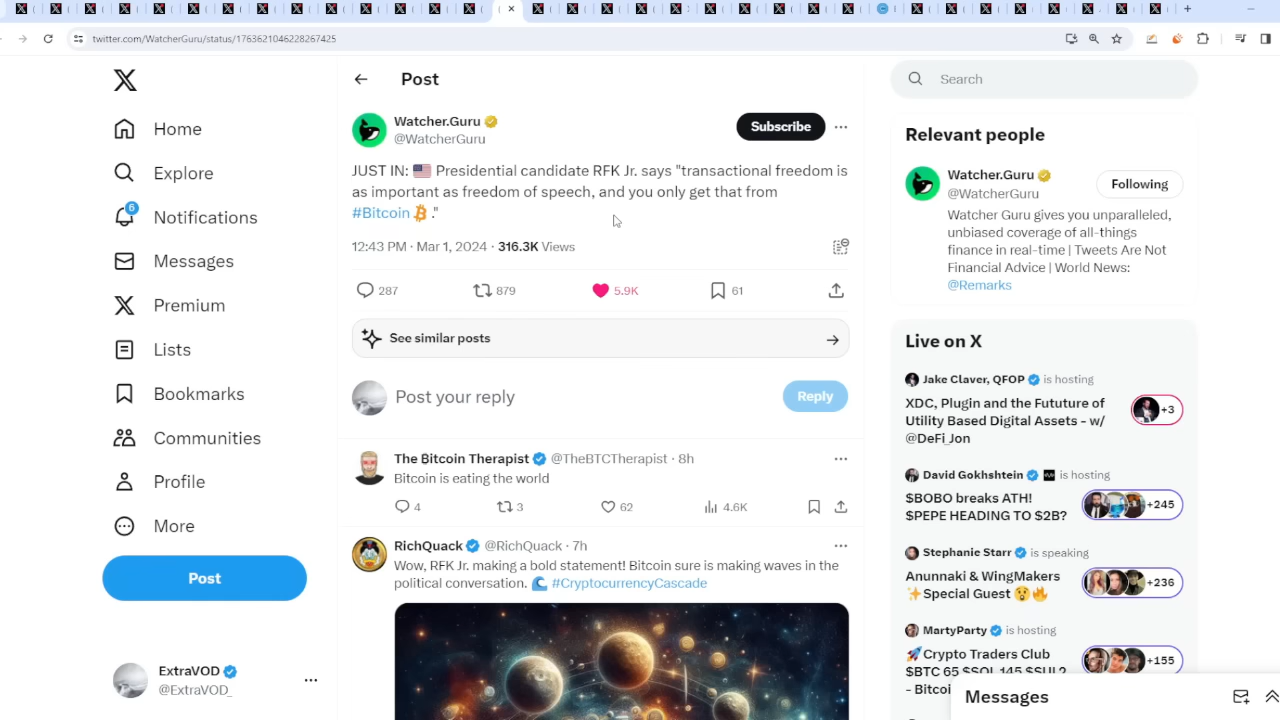 twitter.com/WatcherGuru/status/1763621046228267425
Home
Explore
6
Notifications
Messages
Premium
Lists
Bookmarks
Communities
Profile
More
Post
ExtraVOD
@ExtraVOD_
Post
Watcher.Guru
@WatcherGuru
Subscribe
JUST IN: 🇺🇸 Presidential candidate RFK Jr. says "transactional freedom is
as important as freedom of speech, and you only get that from
#Bitcoin ."
12:43 PM · Mar 1, 2024 · 316.3K Views
287
879
5.9K
61
See similar posts
Post your reply
Reply
The Bitcoin Therapist @TheBTCTherapist · 8h
Bitcoin is eating the world
4
3
62
4.6K
RichQuack @RichQuack · 7h
Wow, RFK Jr. making a bold statement! Bitcoin sure is making waves in the
political conversation. 🌊 #CryptocurrencyCascade
Search
Relevant people
Watcher.Guru
@WatcherGuru
Following
Watcher Guru gives you unparalleled,
unbiased coverage of all-things
finance in real-time | Tweets Are Not
Financial Advice | World News:
@Remarks
Live on X
Jake Claver, QFOP is hosting
XDC, Plugin and the Fututure of
Utility Based Digital Assets - w/
@DeFi_Jon
+3
David Gokhshtein is hosting
$BOBO breaks ATH!
$PEPE HEADING TO $2B?
+245
Stephanie Starr is speaking
Anunnaki & WingMakers
✨Special Guest 😲🔥
+236
MartyParty is hosting
🚀Crypto Traders Club
$BTC 65 $SOL 145 $SUI 2
- Bitcoi
+155
Messages